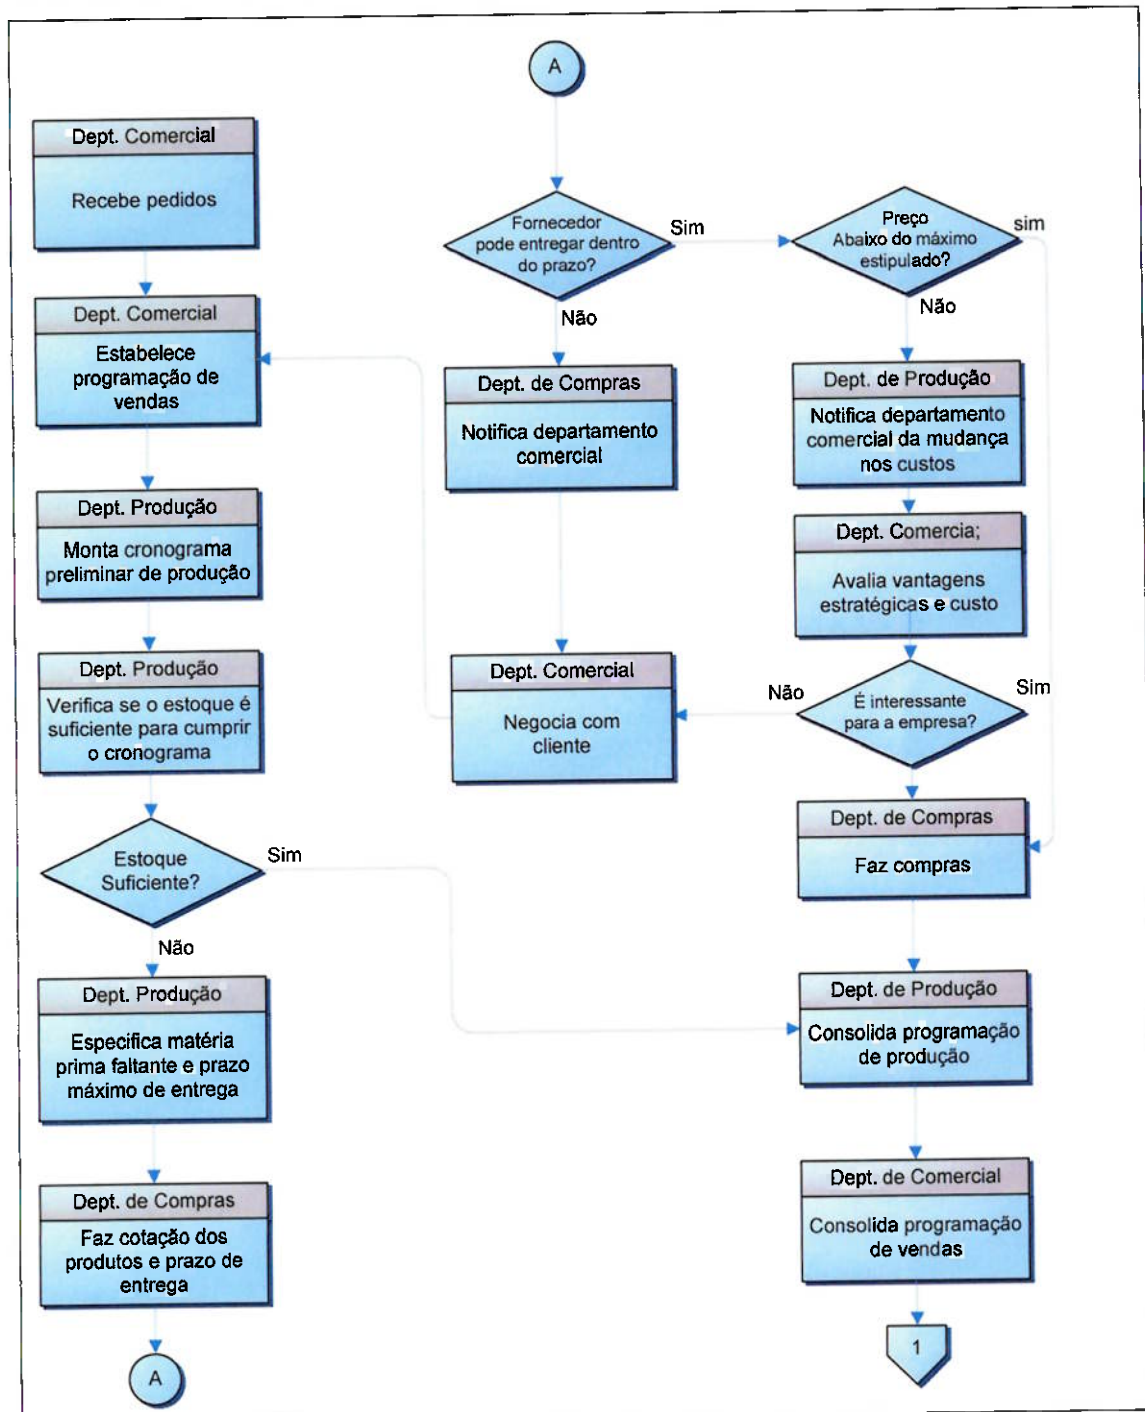 Dept. Comercial
Recebe pedidos
Dept. Comercial
Estabelece
programação de
vendas
Dept. Produção
Monta cronograma
preliminar de produção
Dept. Produção
Verifica se o estoque é
suficiente para cumprir
o cronograma
Estoque
Suficiente?
Sim
Não
Dept. Produção
Especifica matéria
prima faltante e prazo
máximo de entrega
Dept. de Compras
Faz cotação dos
produtos e prazo de
entrega
A
A
Fornecedor
pode entregar dentro
do prazo?
Sim
Não
Dept. de Compras
Notifica departamento
comercial
Dept. Comercial
Negocia com
cliente
Preço
Abaixo do máximo
estipulado?
sim
Não
Dept. de Produção
Notifica departamento
comercial da mudança
nos custos
Dept. Comercia;
Avalia vantagens
estratégicas e custo
É interessante
para a empresa?
Não
Sim
Dept. de Compras
Faz compras
Dept. de Produção
Consolida programação
de produção
Dept. de Comercial
Consolida programação
de vendas
1